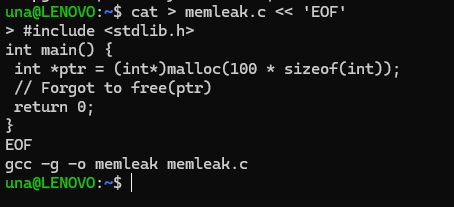 una@LENOVO:~$ cat > memleak.c << 'EOF'
> #include <stdlib.h>
int main() {
 int *ptr = (int*)malloc(100 * sizeof(int));
 // Forgot to free(ptr)
 return 0;
}
EOF
gcc -g -o memleak memleak.c
una@LENOVO:~$